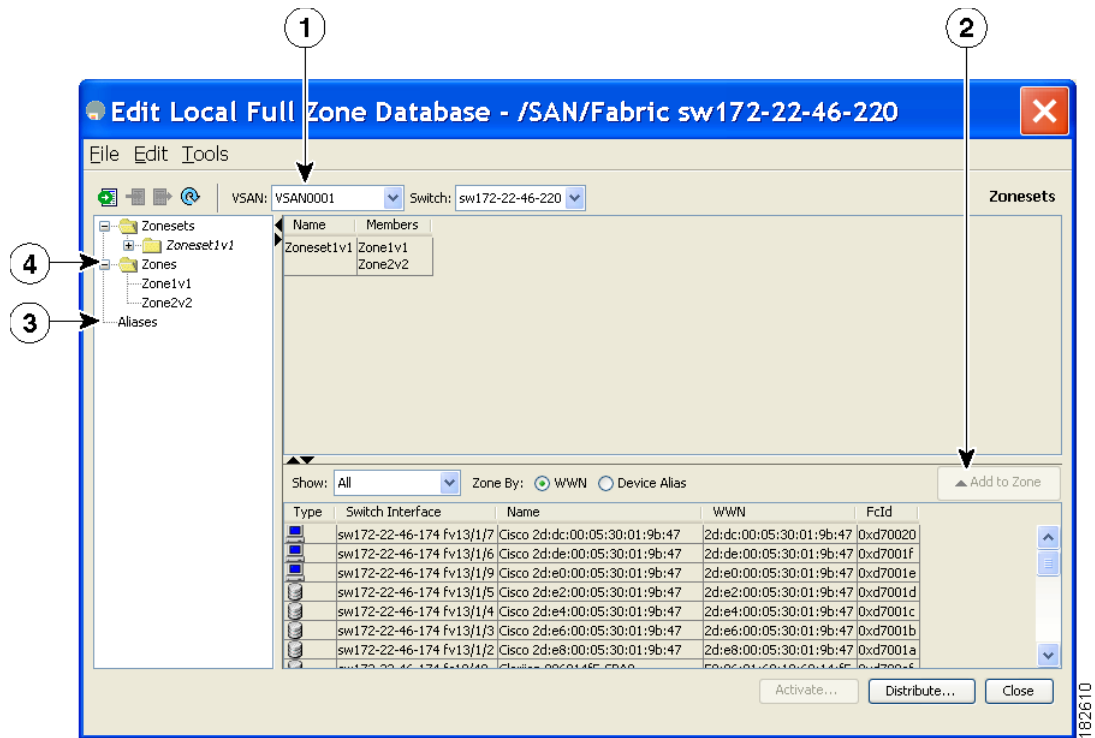 1
2
Edit Local Full Zone Database - /SAN/Fabric sw172-22-46-220
File Edit Tools
VSAN: VSAN0001 Switch: sw172-22-46-220 Zonesets
Zonesets
Zoneset1v1
4
Zones
Zone1v1
Zone2v2
3
Aliases
Name Members
Zoneset1v1 Zone1v1
Zone2v2
Show: All Zone By: WWN Device Alias Add to Zone
Type Switch Interface Name WWN FcId
sw172-22-46-174 fv13/1/7 Cisco 2d:dc:00:05:30:01:9b:47 2d:dc:00:05:30:01:9b:47 0xd70020
sw172-22-46-174 fv13/1/6 Cisco 2d:de:00:05:30:01:9b:47 2d:de:00:05:30:01:9b:47 0xd7001f
sw172-22-46-174 fv13/1/9 Cisco 2d:e0:00:05:30:01:9b:47 2d:e0:00:05:30:01:9b:47 0xd7001e
sw172-22-46-174 fv13/1/5 Cisco 2d:e2:00:05:30:01:9b:47 2d:e2:00:05:30:01:9b:47 0xd7001d
sw172-22-46-174 fv13/1/4 Cisco 2d:e4:00:05:30:01:9b:47 2d:e4:00:05:30:01:9b:47 0xd7001c
sw172-22-46-174 fv13/1/3 Cisco 2d:e6:00:05:30:01:9b:47 2d:e6:00:05:30:01:9b:47 0xd7001b
sw172-22-46-174 fv13/1/2 Cisco 2d:e8:00:05:30:01:9b:47 2d:e8:00:05:30:01:9b:47 0xd7001a
Activate... Distribute... Close
182610